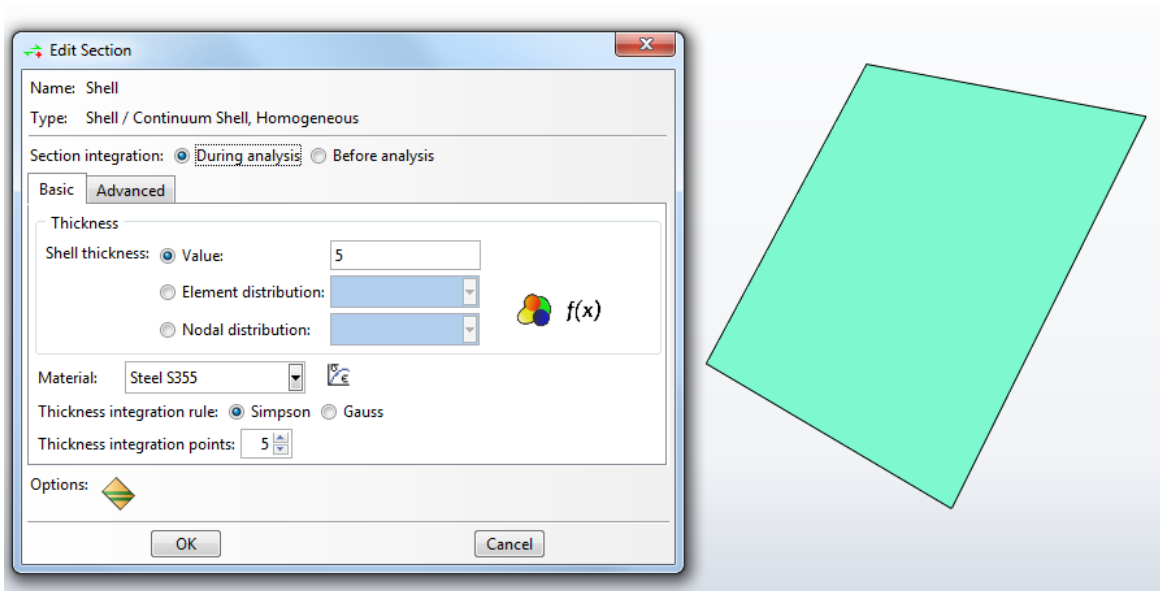 Edit Section
Name: Shell
Type: Shell / Continuum Shell, Homogeneous
Section integration: During analysis Before analysis
Basic Advanced
Thickness
Shell thickness: Value: 5
Element distribution:
f(x)
Nodal distribution:
Material: Steel S355 σ ε
Thickness integration rule: Simpson Gauss
Thickness integration points: 5
Options:
OK Cancel